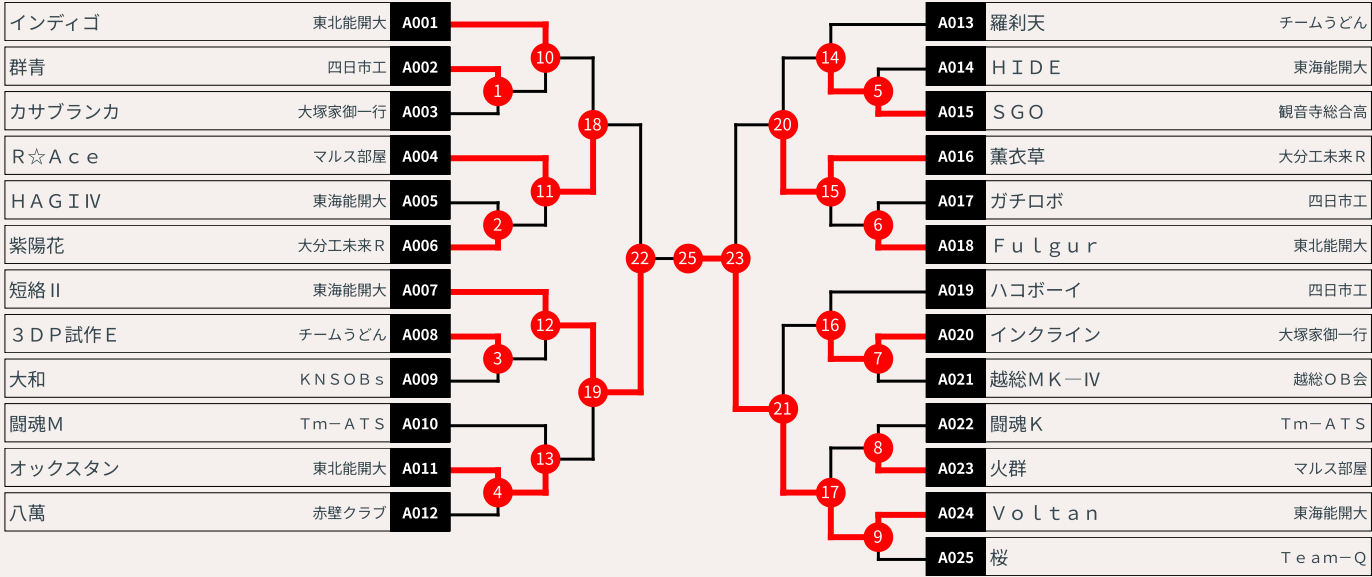 インディゴ 東北能開大 A001
群青 四日市工 A002
カサブランカ 大塚家御一行 A003
Ｒ☆Ａｃｅ マルス部屋 A004
ＨＡＧＩⅣ 東海能開大 A005
紫陽花 大分工未来Ｒ A006
短絡Ⅱ 東海能開大 A007
３ＤＰ試作Ｅ チームうどん A008
大和 ＫＮＳＯＢｓ A009
闘魂Ｍ Ｔｍ－ＡＴＳ A010
オックスタン 東北能開大 A011
八萬 赤壁クラブ A012
10
1
18
11
2
22
12
3
19
13
4
25
23
14
5
20
15
6
16
7
21
8
17
9
A013 羅刹天 チームうどん
A014 ＨＩＤＥ 東海能開大
A015 ＳＧＯ 観音寺総合高
A016 薫衣草 大分工未来Ｒ
A017 ガチロボ 四日市工
A018 Ｆｕｌｇｕｒ 東北能開大
A019 ハコボーイ 四日市工
A020 インクライン 大塚家御一行
A021 越総ＭＫ―Ⅳ 越総ＯＢ会
A022 闘魂Ｋ Ｔｍ－ＡＴＳ
A023 火群 マルス部屋
A024 Ｖｏｌｔａｎ 東海能開大
A025 桜 Ｔｅａｍ－Ｑ